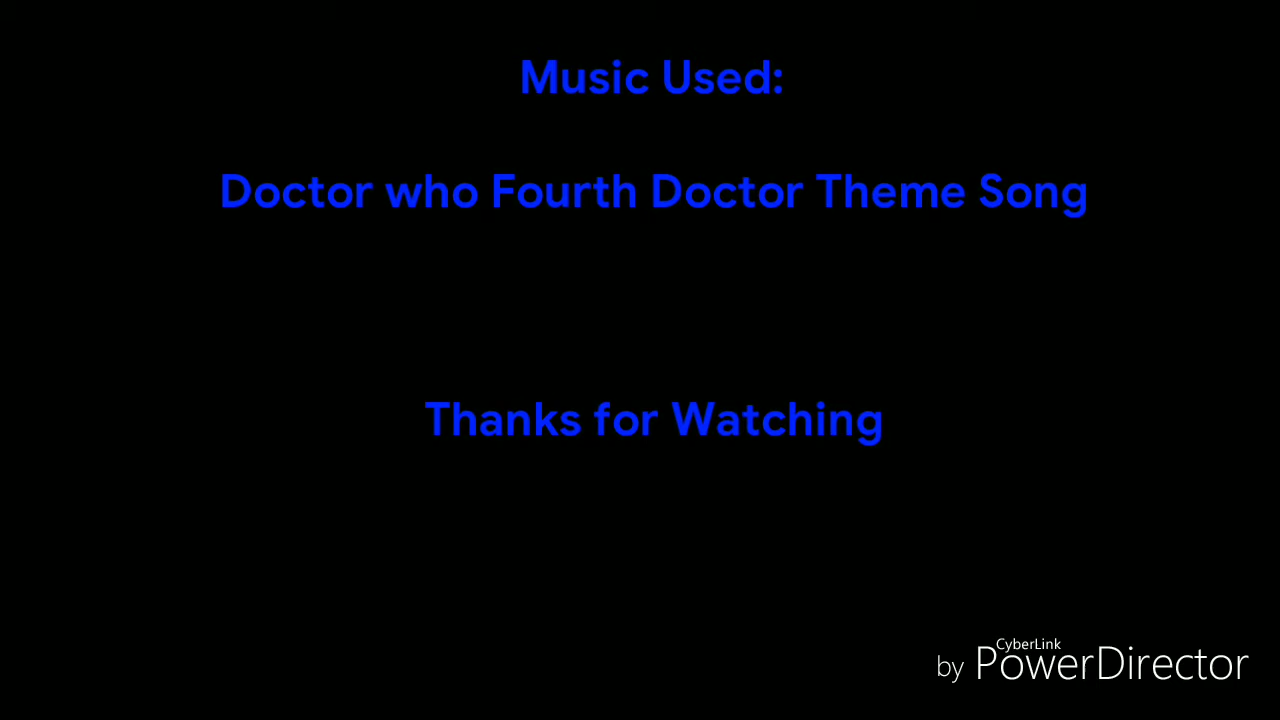 Music Used:
Doctor who Fourth Doctor Theme Song
Thanks for Watching
CyberLink
by PowerDirector